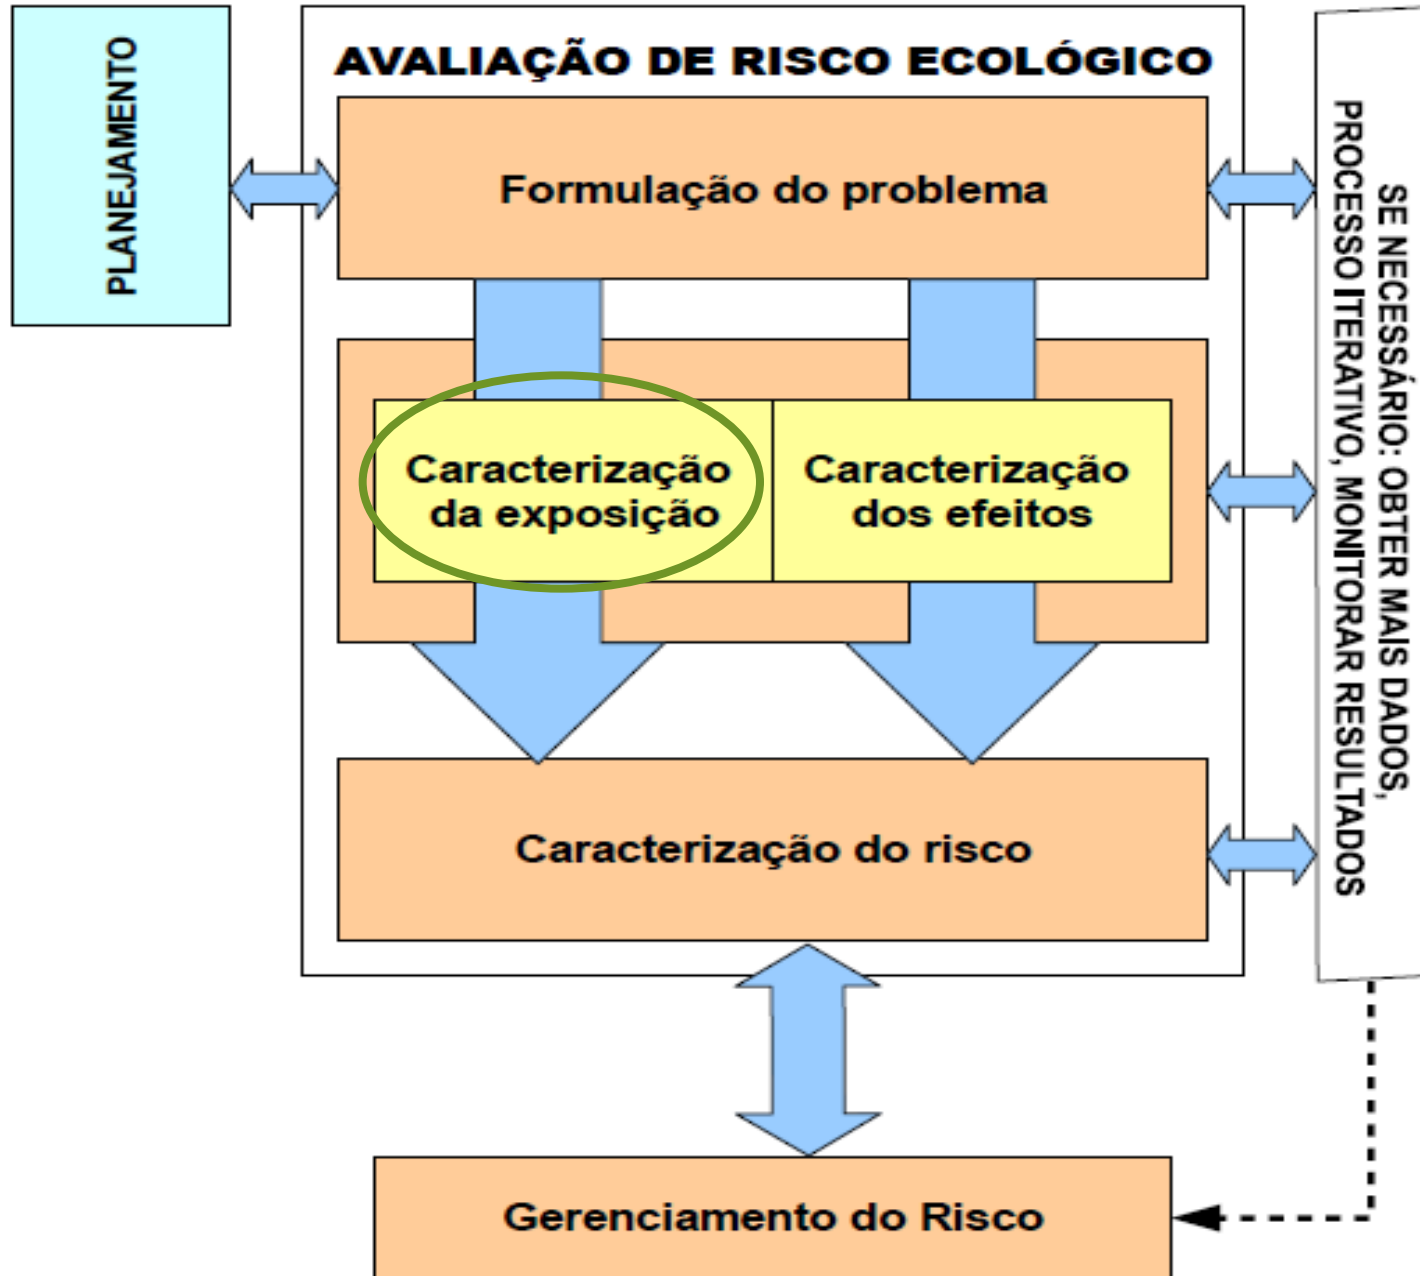 PLANEJAMENTO
AVALIAÇÃO DE RISCO ECOLÓGICO
Formulação do problema
Caracterização
da exposição
Caracterização
dos efeitos
Caracterização do risco
Gerenciamento do Risco
SE NECESSÁRIO: OBTER MAIS DADOS,
PROCESSO ITERATIVO, MONITORAR RESULTADOS